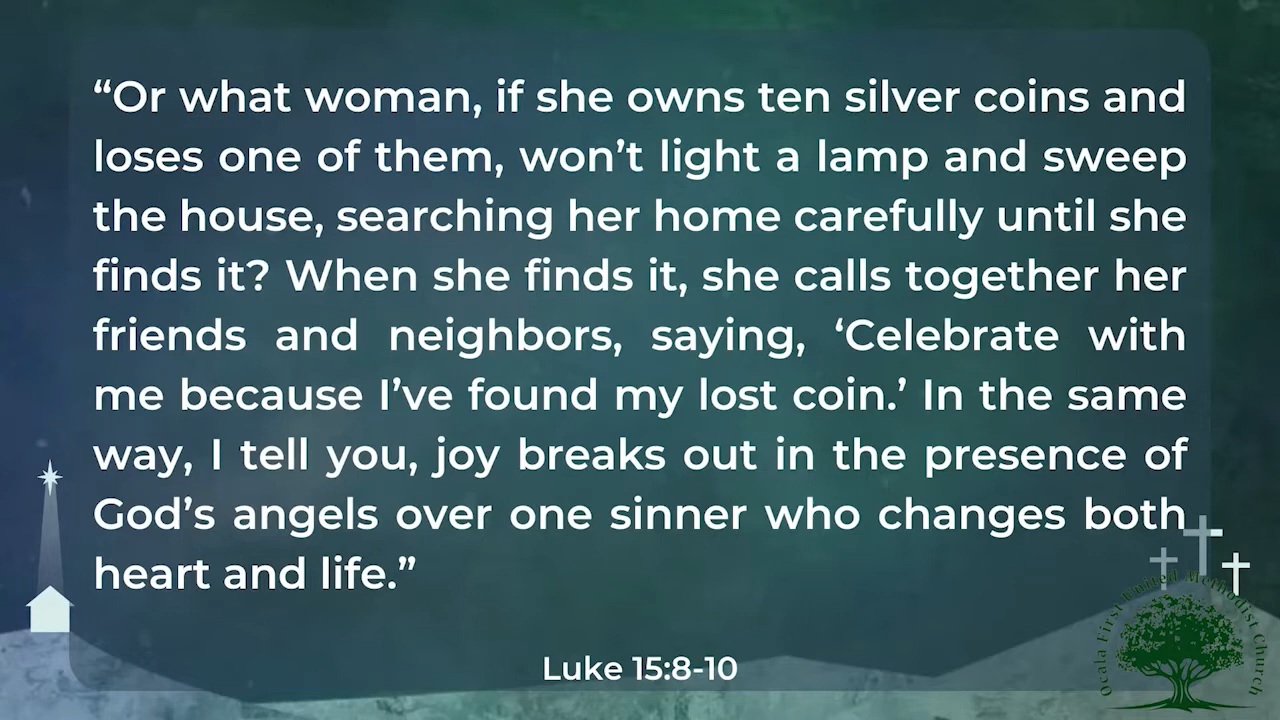 “Or what woman, if she owns ten silver coins and
loses one of them, won’t light a lamp and sweep
the house, searching her home carefully until she
finds it? When she finds it, she calls together her
friends and neighbors, saying, ‘Celebrate with
me because I’ve found my lost coin.’ In the same
way, I tell you, joy breaks out in the presence of
God’s angels over one sinner who changes both
heart and life.”
Luke 15:8-10
Ocala First United Methodist Church